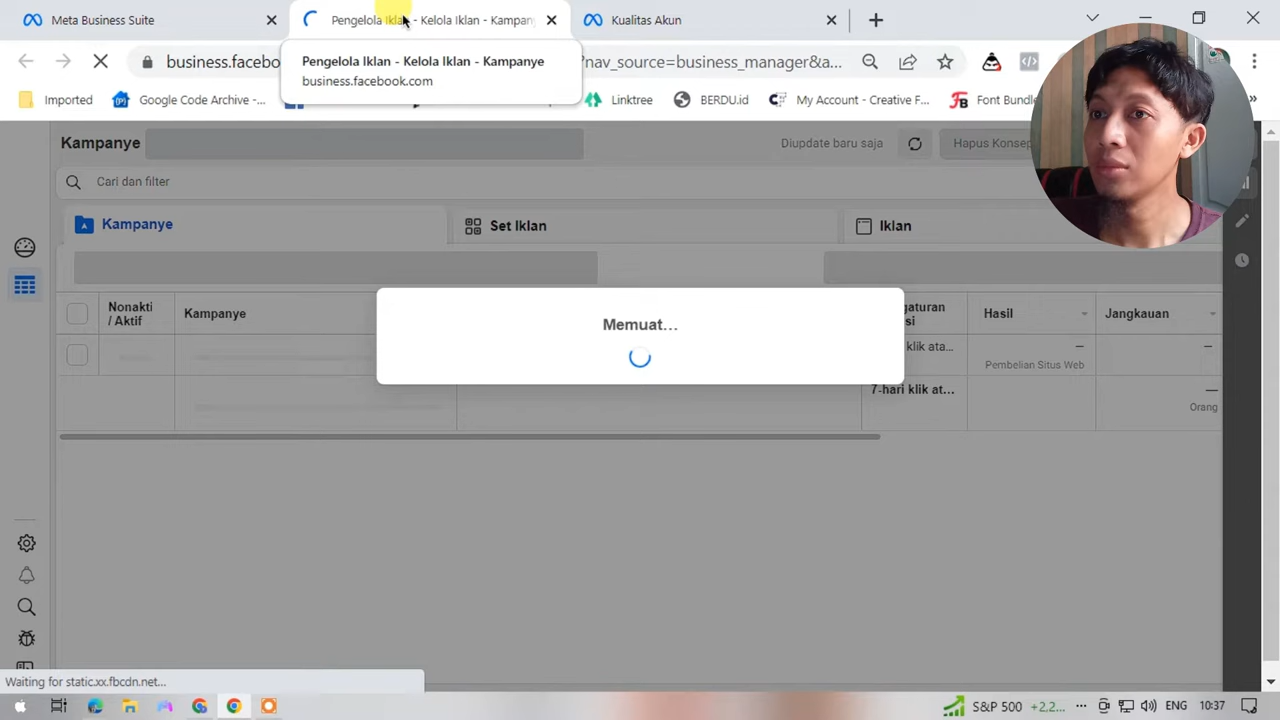 Meta Business Suite
Pengelola Iklan - Kelola Iklan - Kampany
Kualitas Akun
Pengelola Iklan - Kelola Iklan - Kampanye
business.facebook.com
business.facebo
?nav_source=business_manager&a...
Imported
Google Code Archive -...
Linktree
BERDU.id
My Account - Creative F...
Font Bundle
Kampanye
Diupdate baru saja
Hapus Konsep
Cari dan filter
Kampanye
Set Iklan
Iklan
Nonakti
/ Aktif
Kampanye
Hasil
Jangkauan
Memuat...
klik ata...
Pembelian Situs Web
7-hari klik at...
Orang
Waiting for static.xx.fbcdn.net...
S&P 500
+2,2...
ENG
10:37